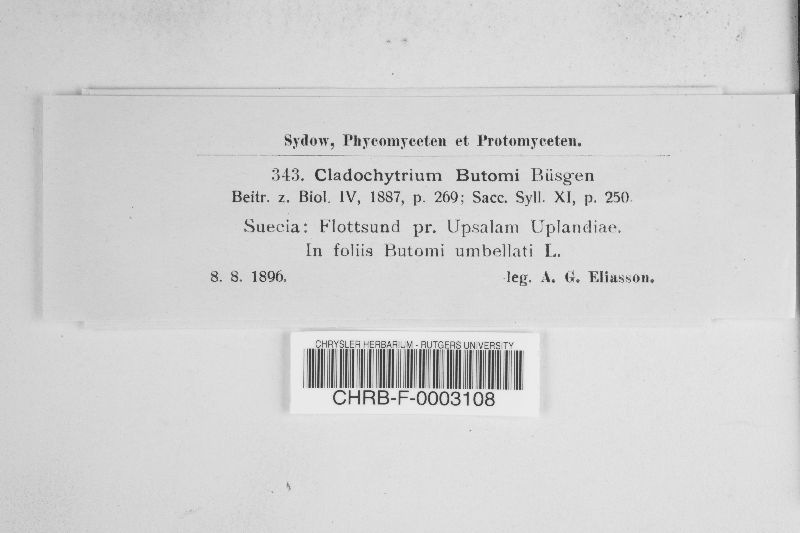 Sydow, Phycomyceten et Protomyceten.
343. Cladochytrium Butomi Büsgen
Beitr. z. Biol. IV, 1887, p. 269; Sacc. Syll. XI, p. 250.
Suecia: Flottsund pr. Upsalam Uplandiae.
In foliis Butomi umbellati L.
8. 8. 1896. leg. A. G. Eliasson.
CHRYSLER HERBARIUM - RUTGERS UNIVERSITY
CHRB-F-0003108